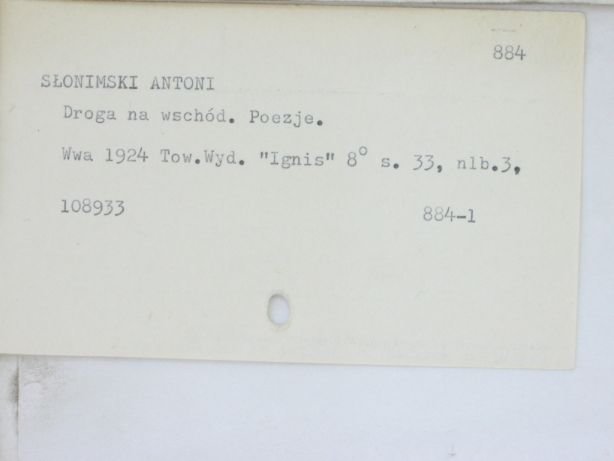 884
SŁONIMSKI ANTONI
Droga na wschód. Poezje.
Wwa 1924 Tow.Wyd. "Ignis" 8° s. 33, nlb.3,
108933 884-1